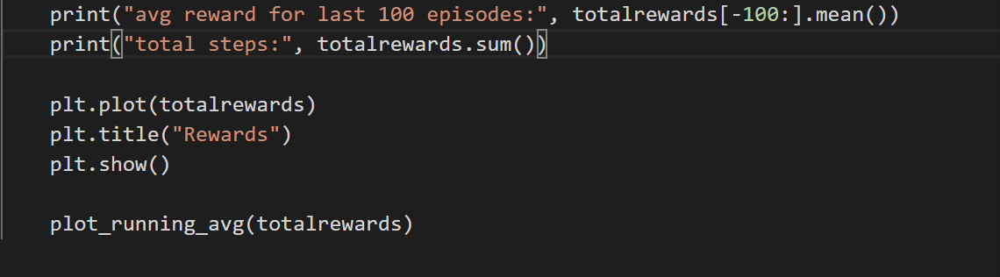 print("avg reward for last 100 episodes:", totalrewards[-100:].mean())
print("total steps:", totalrewards.sum())
plt.plot(totalrewards)
plt.title("Rewards")
plt.show()
plot_running_avg(totalrewards)